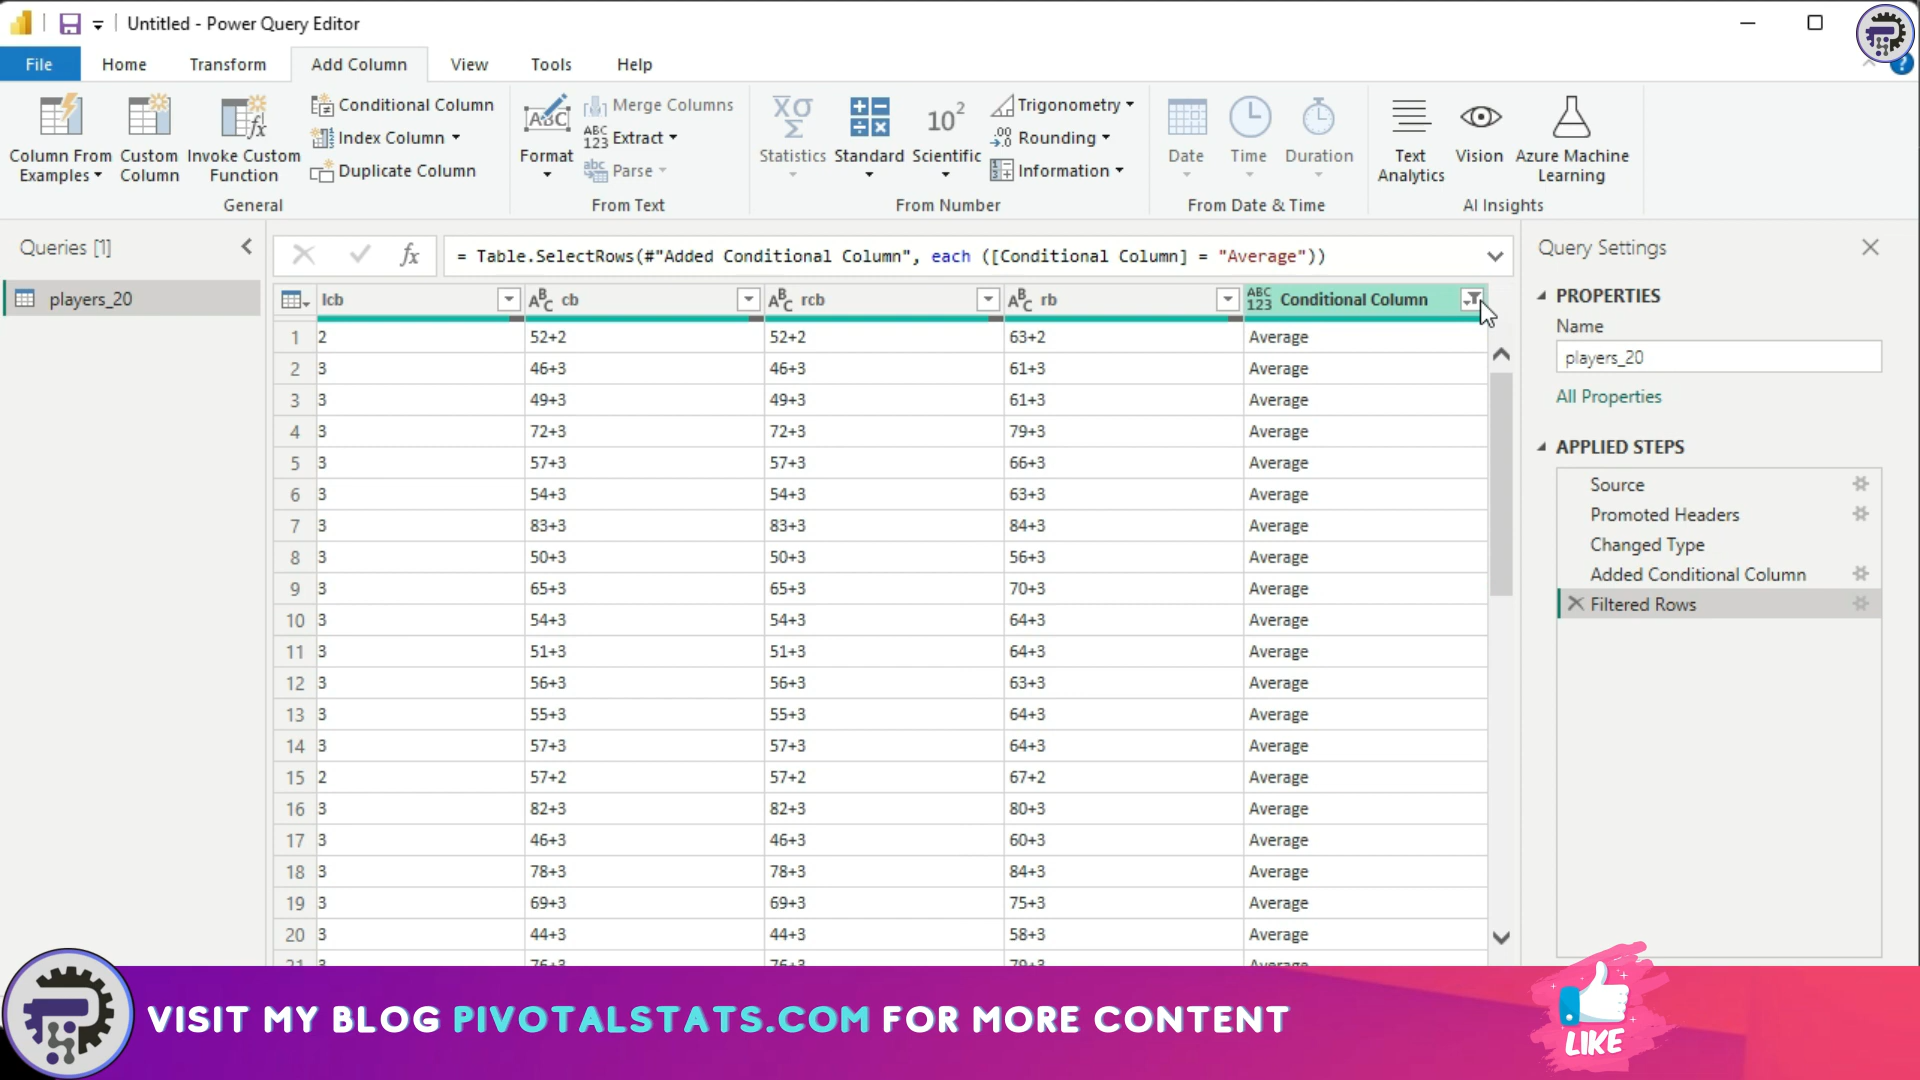 Untitled - Power Query Editor
File Home Transform Add Column View Tools Help
Column From Examples
Custom Column
Invoke Custom Function
Conditional Column
Index Column
Duplicate Column
General
Format
Merge Columns
Extract
Parse
From Text
Statistics
Standard
Scientific
Trigonometry
Rounding
Information
From Number
Date
Time
Duration
From Date & Time
Text Analytics
Vision
Azure Machine Learning
AI Insights
Queries [1]
players_20
= Table.SelectRows(#"Added Conditional Column", each ([Conditional Column] = "Average"))
lcb cb rcb rb Conditional Column
1 2 52+2 52+2 63+2 Average
2 3 46+3 46+3 61+3 Average
3 3 49+3 49+3 61+3 Average
4 3 72+3 72+3 79+3 Average
5 3 57+3 57+3 66+3 Average
6 3 54+3 54+3 63+3 Average
7 3 83+3 83+3 84+3 Average
8 3 50+3 50+3 56+3 Average
9 3 65+3 65+3 70+3 Average
10 3 54+3 54+3 64+3 Average
11 3 51+3 51+3 64+3 Average
12 3 56+3 56+3 63+3 Average
13 3 55+3 55+3 64+3 Average
14 3 57+3 57+3 64+3 Average
15 2 57+2 57+2 67+2 Average
16 3 82+3 82+3 80+3 Average
17 3 46+3 46+3 60+3 Average
18 3 78+3 78+3 84+3 Average
19 3 69+3 69+3 75+3 Average
20 3 44+3 44+3 58+3 Average
Query Settings
PROPERTIES
Name
players_20
All Properties
APPLIED STEPS
Source
Promoted Headers
Changed Type
Added Conditional Column
Filtered Rows
VISIT MY BLOG PIVOTALSTATS.COM FOR MORE CONTENT
LIKE